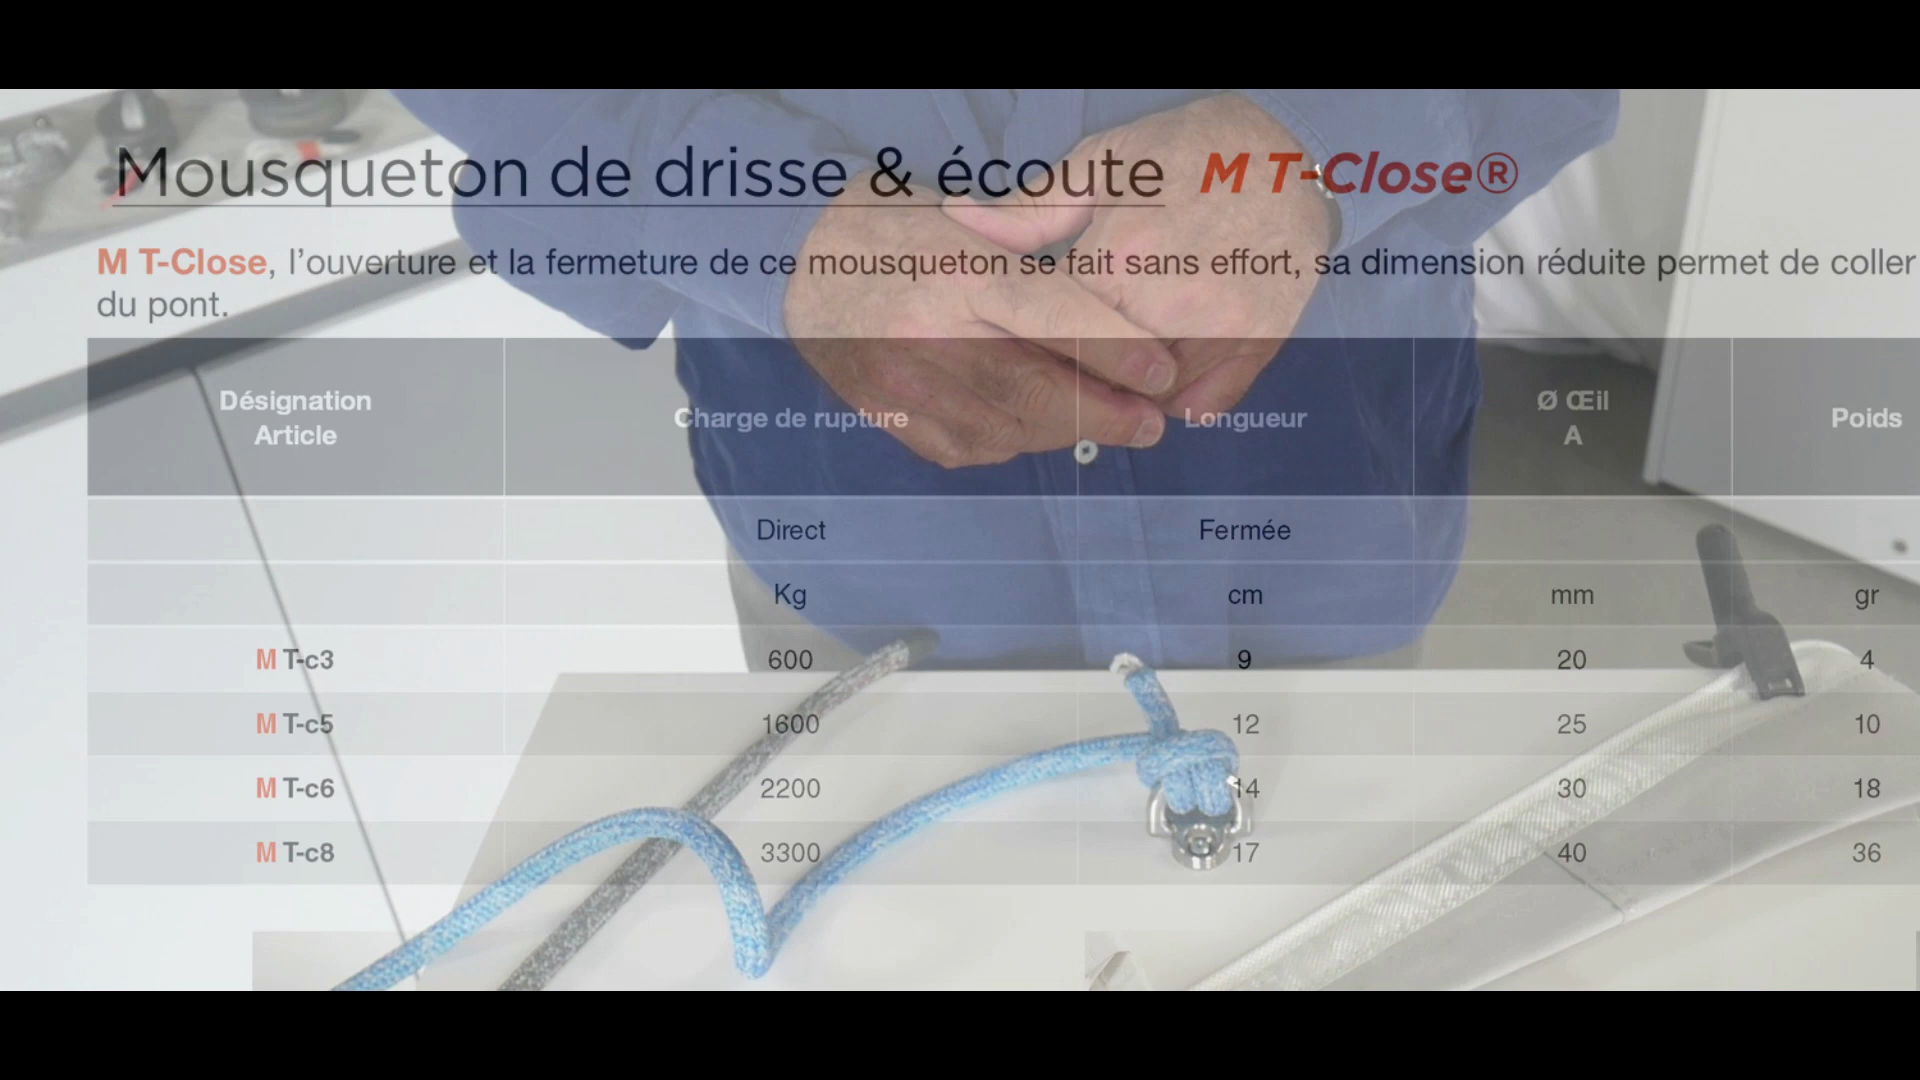 Mousqueton de drisse & écoute M T-Close®
M T-Close, l’ouverture et la fermeture de ce mousqueton se fait sans effort, sa dimension réduite permet de coller
du pont.
Désignation Article Charge de rupture Longueur Ø Œil A Poids
Direct Fermée
Kg cm mm gr
M T-c3 600 9 20 4
M T-c5 1600 12 25 10
M T-c6 2200 14 30 18
M T-c8 3300 17 40 36